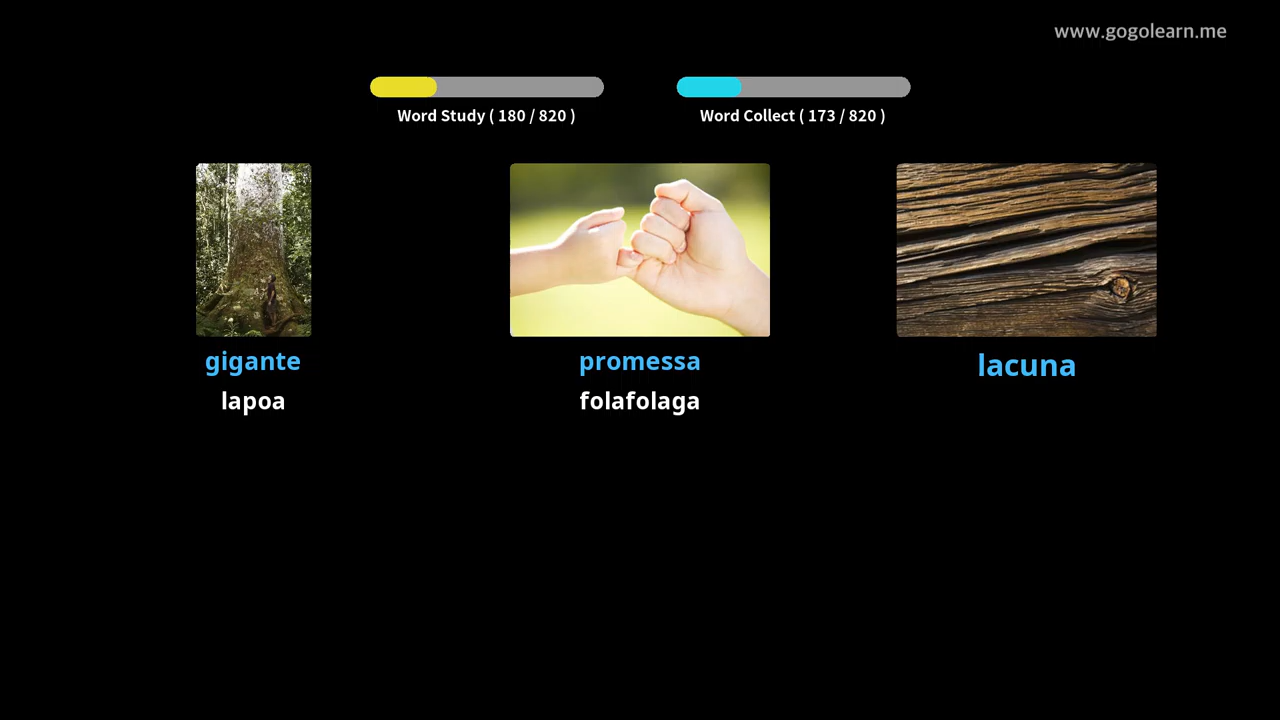 www.gogolearn.me
Word Study ( 180 / 820 )
Word Collect ( 173 / 820 )
gigante
lapoa
promessa
folafolaga
lacuna